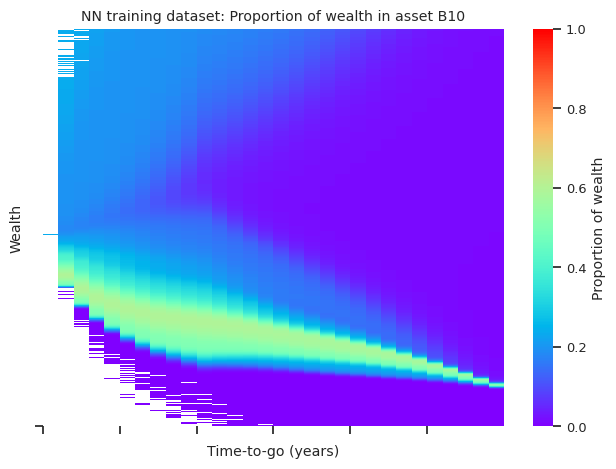 NN training dataset: Proportion of wealth in asset B10
Wealth
Time-to-go (years)
1.0
0.8
0.6
0.4
0.2
0.0
Proportion of wealth